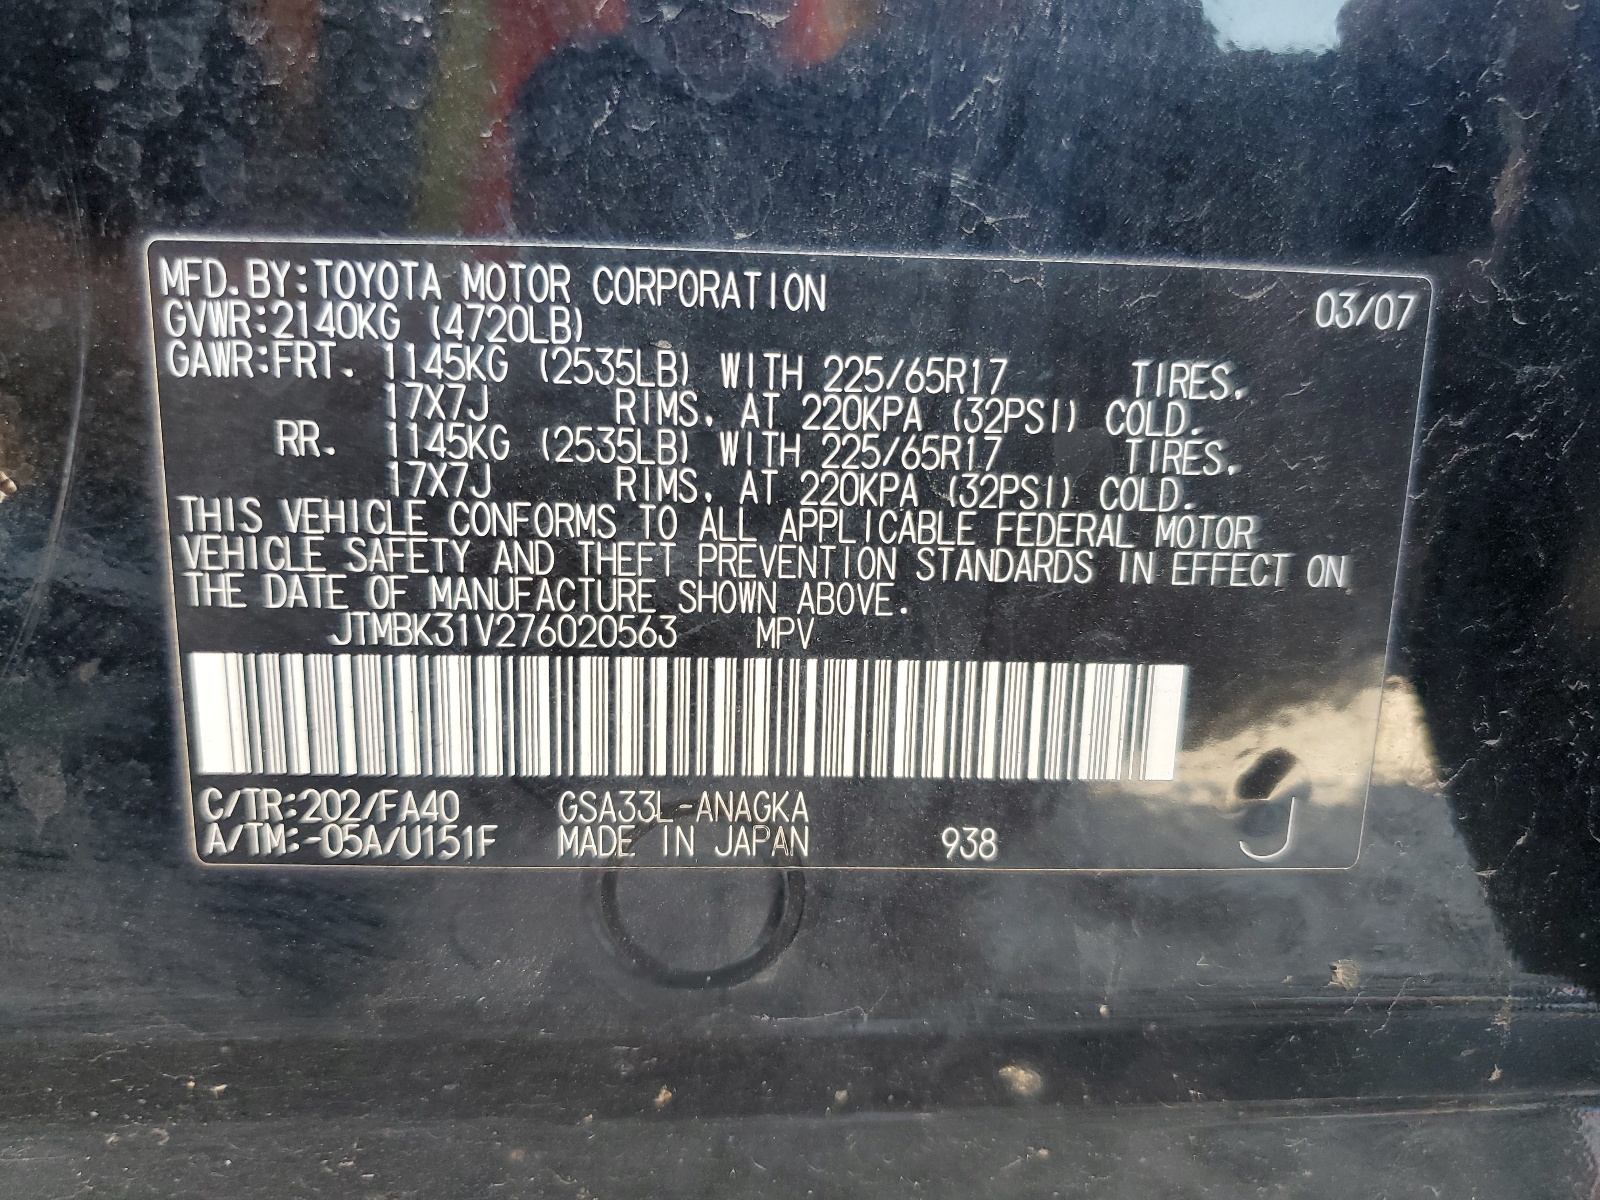 MFD.BY:TOYOTA MOTOR CORPORATION 03/07
GVWR:2140KG (4720LB)
GAWR:FRT. 1145KG (2535LB) WITH 225/65R17 TIRES.
17X7J RIMS, AT 220KPA (32PSI) COLD.
RR. 1145KG (2535LB) WITH 225/65R17 TIRES,
17X7J RIMS, AT 220KPA (32PSI) COLD.
THIS VEHICLE CONFORMS TO ALL APPLICABLE FEDERAL MOTOR
VEHICLE SAFETY AND THEFT PREVENTION STANDARDS IN EFFECT ON
THE DATE OF MANUFACTURE SHOWN ABOVE.
JTMBK31V276020563 MPV
C/TR:202/FA40 GSA33L-ANAGKA
A/TM:-05A/U151F MADE IN JAPAN 938 J